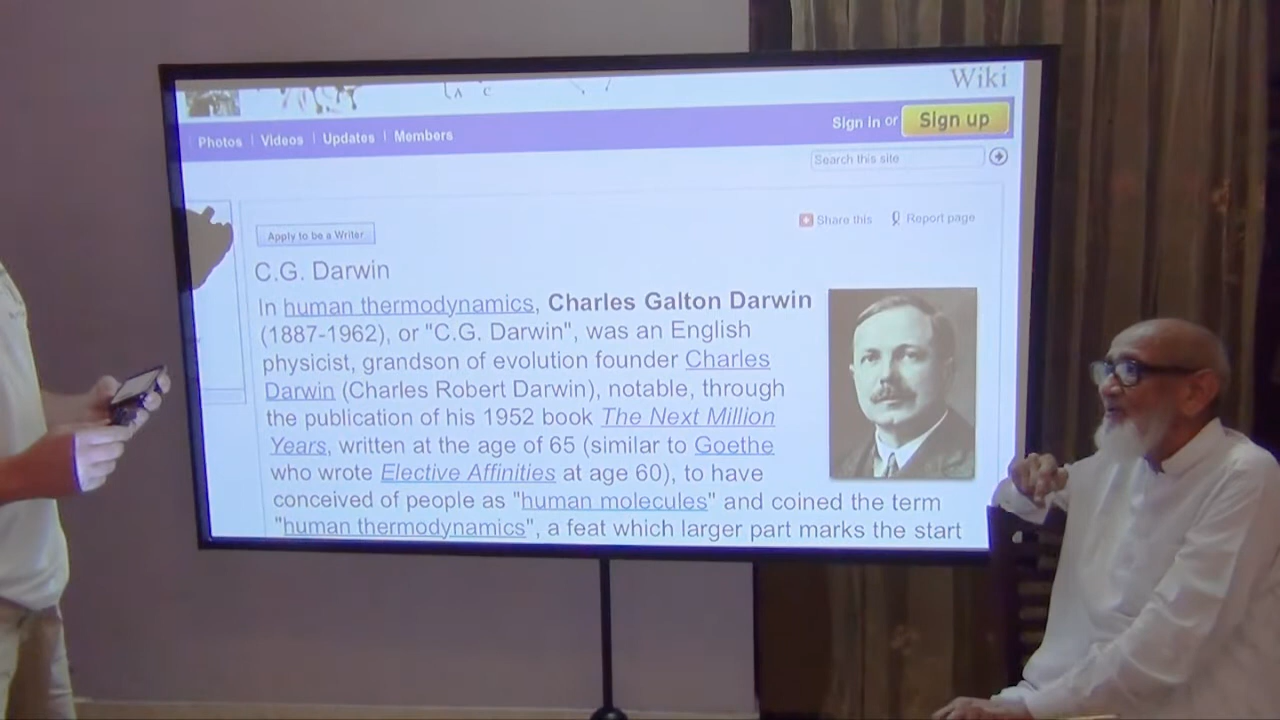 Wiki
Photos | Videos | Updates | Members
Sign in or Sign up
Search this site
Share this Report page
Apply to be a Writer
C.G. Darwin
In human thermodynamics, Charles Galton Darwin
(1887-1962), or "C.G. Darwin", was an English
physicist, grandson of evolution founder Charles
Darwin (Charles Robert Darwin), notable, through
the publication of his 1952 book The Next Million
Years, written at the age of 65 (similar to Goethe
who wrote Elective Affinities at age 60), to have
conceived of people as "human molecules" and coined the term
"human thermodynamics", a feat which larger part marks the start